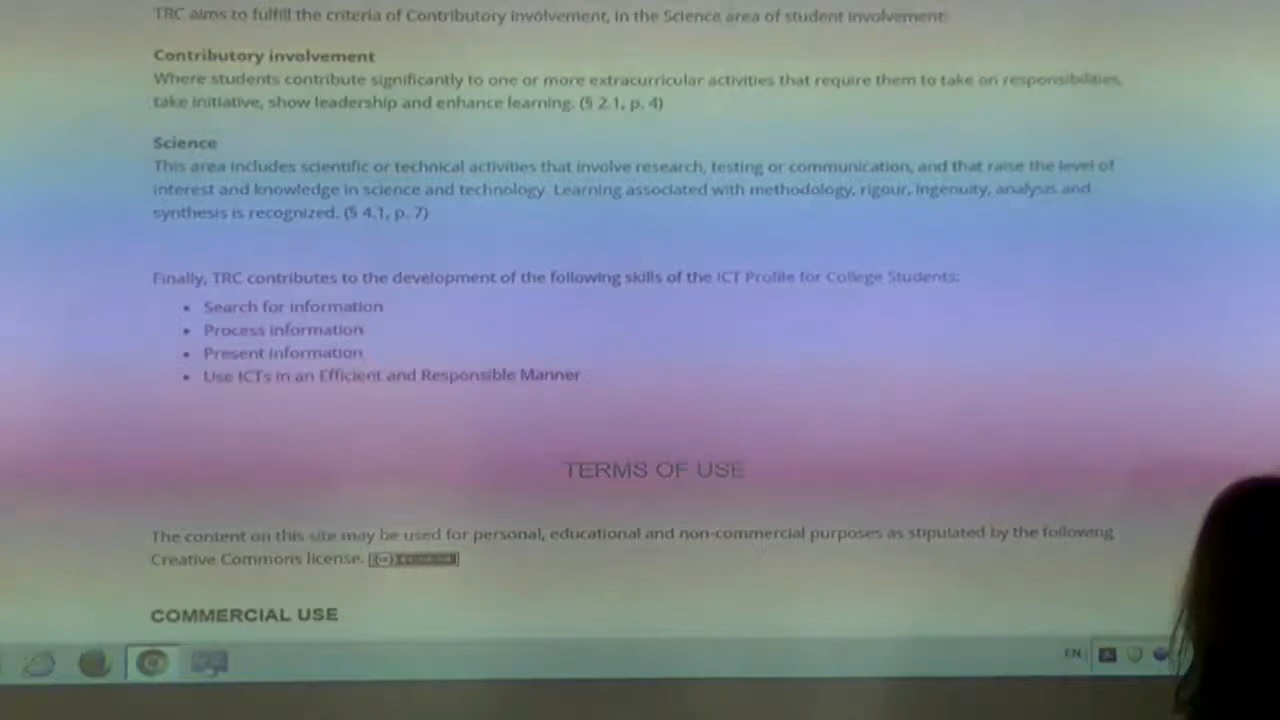 TRC aims to fulfill the criteria of Contributory involvement, in the Science area of student involvement:
Contributory involvement
Where students contribute significantly to one or more extracurricular activities that require them to take on responsibilities,
take initiative, show leadership and enhance learning. (§ 2.1, p. 4)
Science
This area includes scientific or technical activities that involve research, testing or communication, and that raise the level of
interest and knowledge in science and technology. Learning associated with methodology, rigour, ingenuity, analysis and
synthesis is recognized. (§ 4.1, p. 7)
Finally, TRC contributes to the development of the following skills of the ICT Profile for College Students:
• Search for information
• Process information
• Present information
• Use ICTs in an Efficient and Responsible Manner
TERMS OF USE
The content on this site may be used for personal, educational and non-commercial purposes as stipulated by the following
Creative Commons license.
COMMERCIAL USE
EN